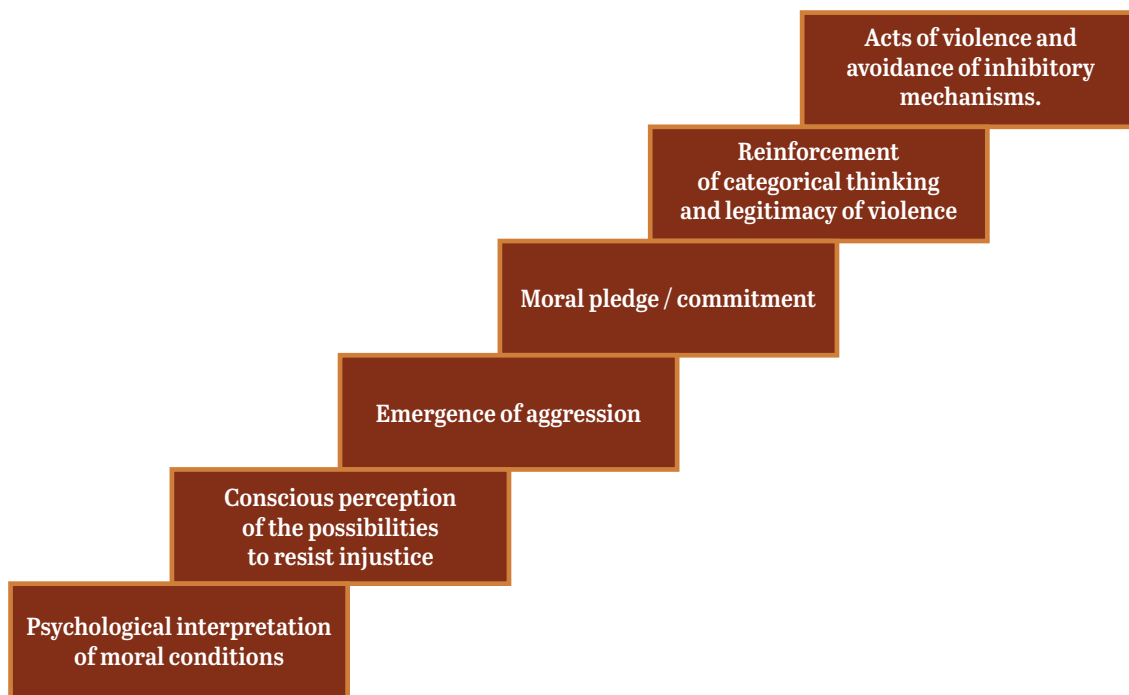 Acts of violence and
avoidance of inhibitory
mechanisms.
Reinforcement
of categorical thinking
and legitimacy of violence
Moral pledge / commitment
Emergence of aggression
Conscious perception
of the possibilities
to resist injustice
Psychological interpretation
of moral conditions